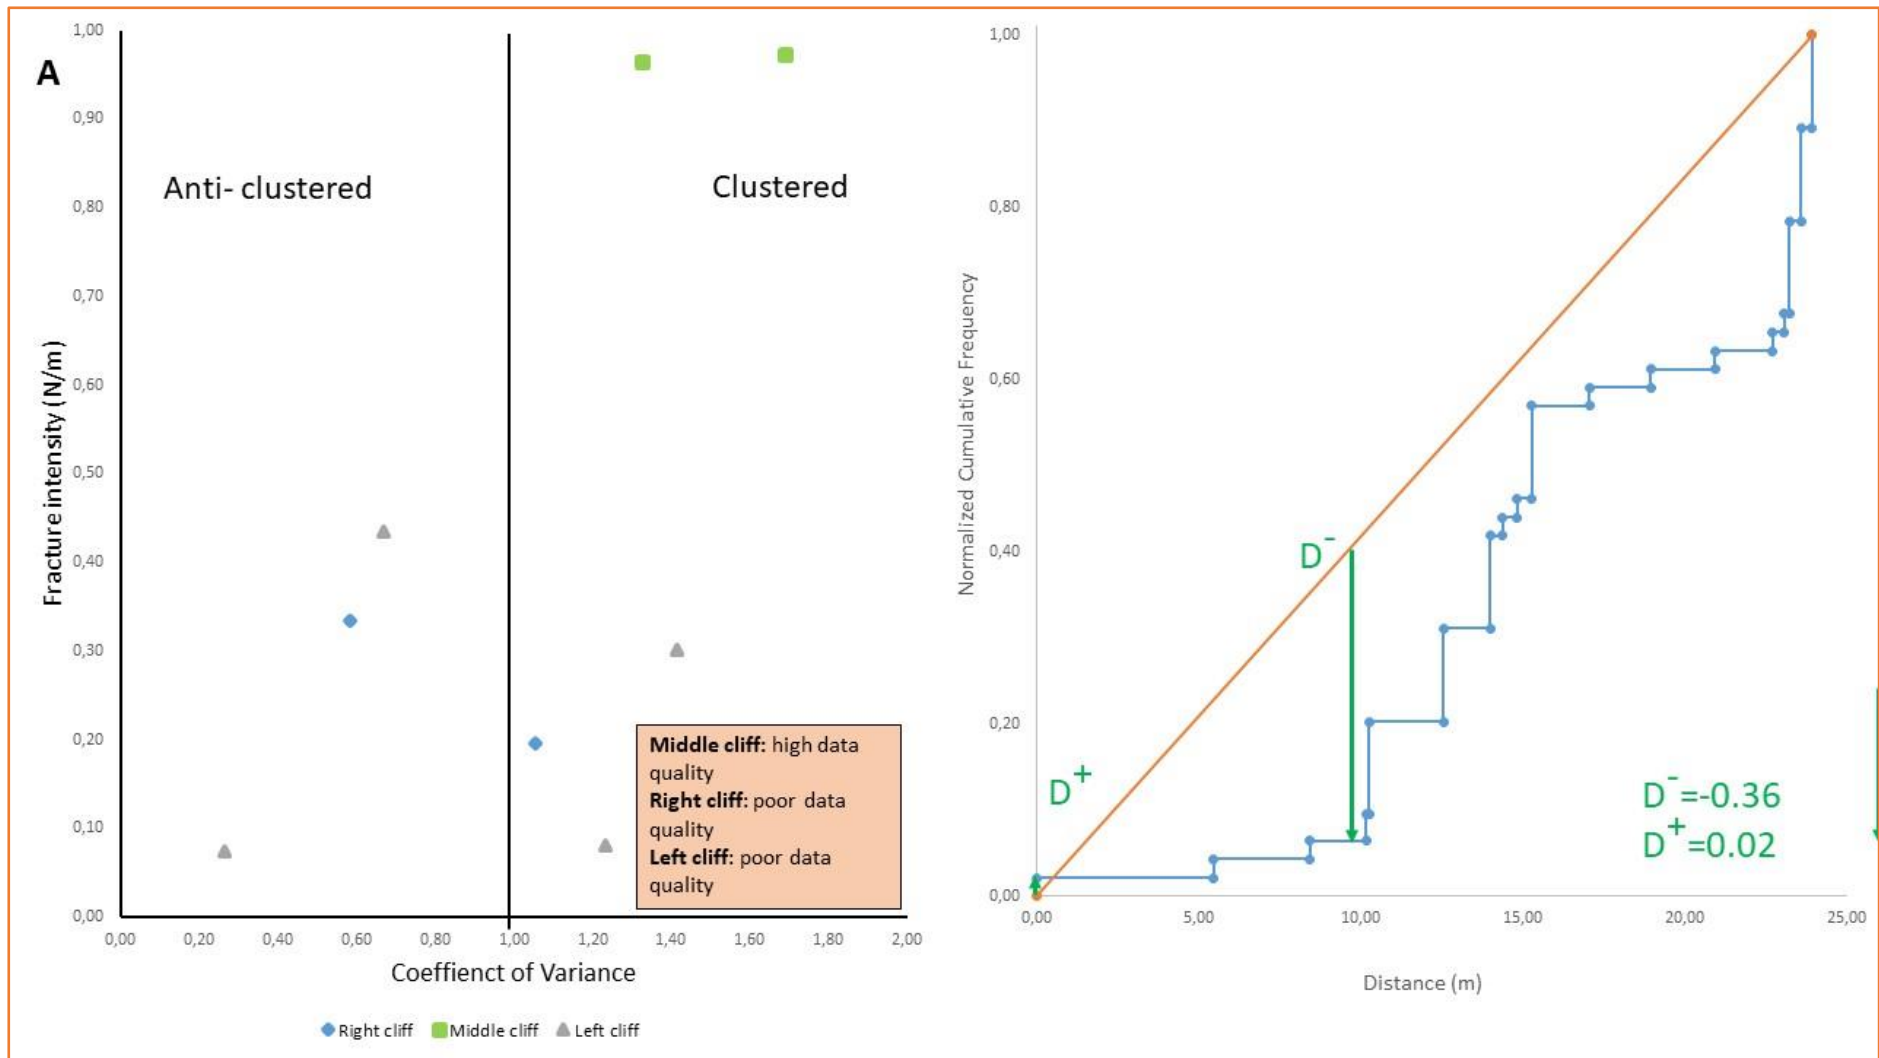 A
1,00
0,90
0,80
0,70
0,60
0,50
0,40
0,30
0,20
0,10
0,00
Fracture intensity (N/m)
Anti- clustered
Clustered
Middle cliff: high data
quality
Right cliff: poor data
quality
Left cliff: poor data
quality
0,00 0,20 0,40 0,60 0,80 1,00 1,20 1,40 1,60 1,80 2,00
Coeffienct of Variance
Right cliff Middle cliff Left cliff
1,00
0,80
0,60
0,40
0,20
0,00
Normalized Cumulative Frequency
D-
D+
D-=-0.36
D+=0.02
0,00 5,00 10,00 15,00 20,00 25,00
Distance (m)